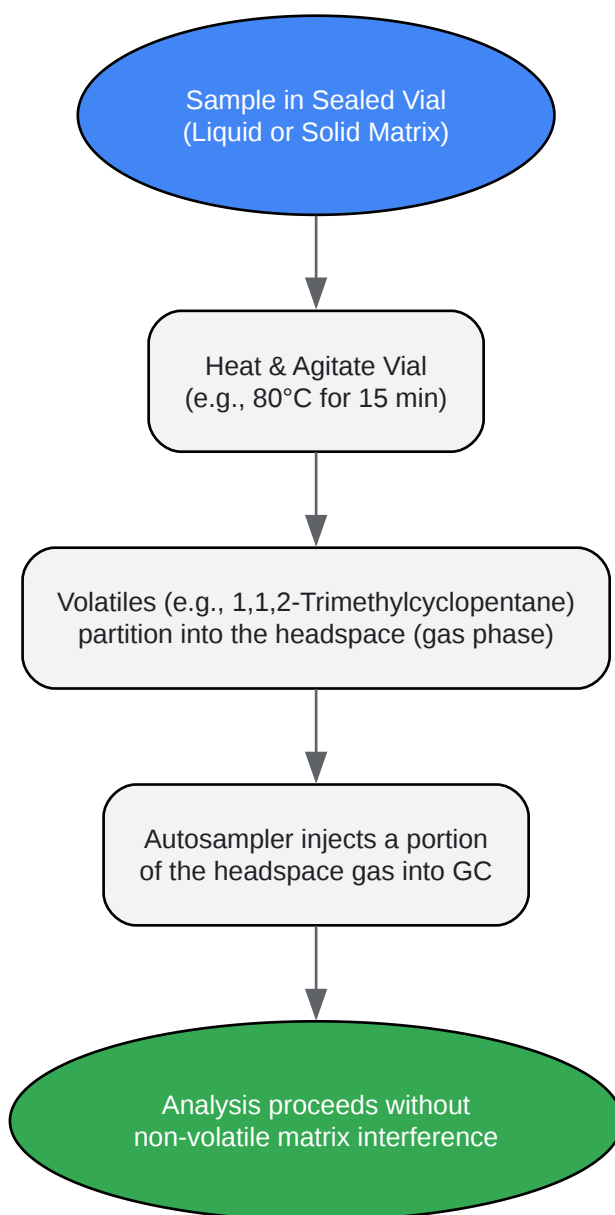 Sample in Sealed Vial
(Liquid or Solid Matrix)
Heat & Agitate Vial
(e.g., 80°C for 15 min)
Volatiles (e.g., 1,1,2-Trimethylcyclopentane)
partition into the headspace (gas phase)
Autosampler injects a portion
of the headspace gas into GC
Analysis proceeds without
non-volatile matrix interference